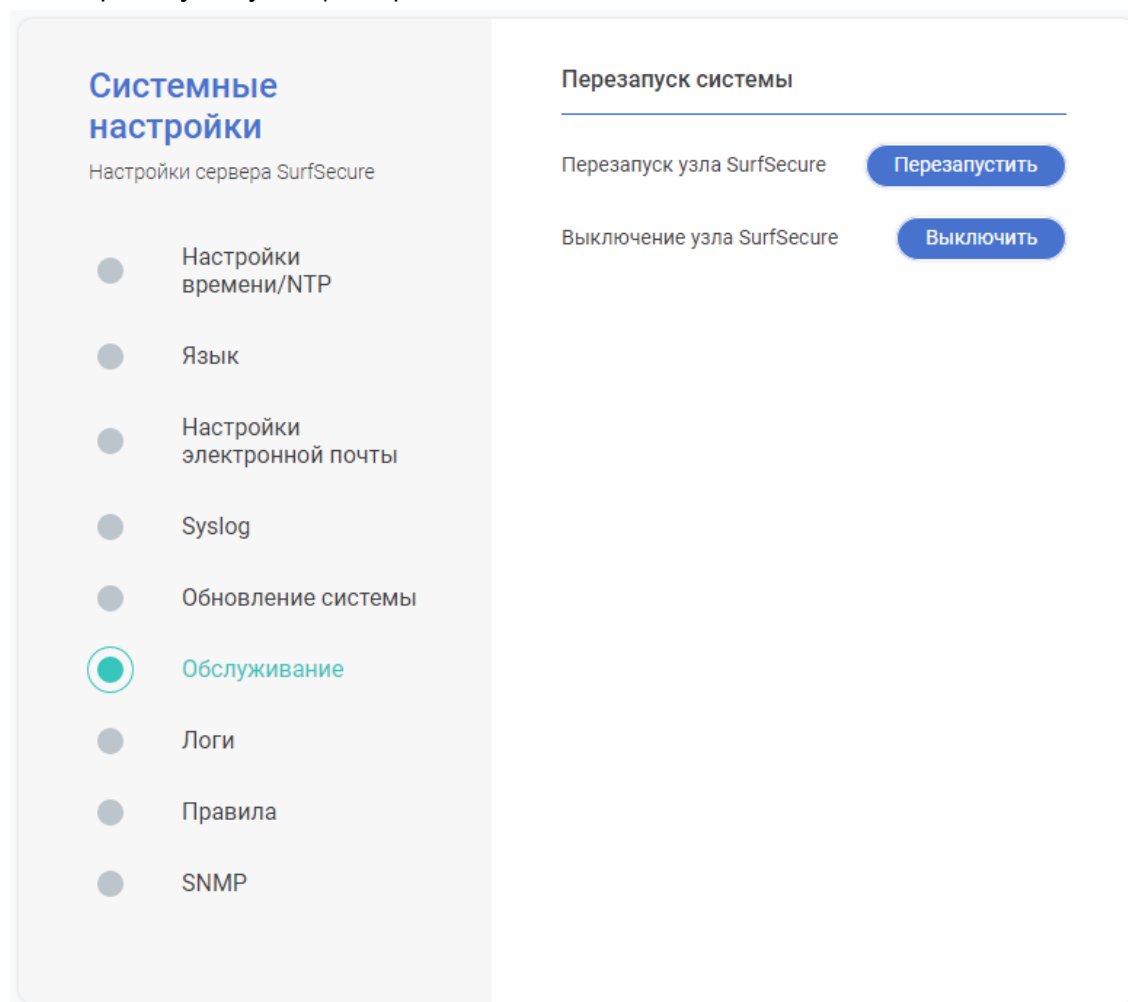 Системные
настройки
Настройки сервера SurfSecure
Настройки
времени/NTP
Язык
Настройки
электронной почты
Syslog
Обновление системы
Обслуживание
Логи
Правила
SNMP
Перезапуск системы
Перезапуск узла SurfSecure
Перезапустить
Выключение узла SurfSecure
Выключить